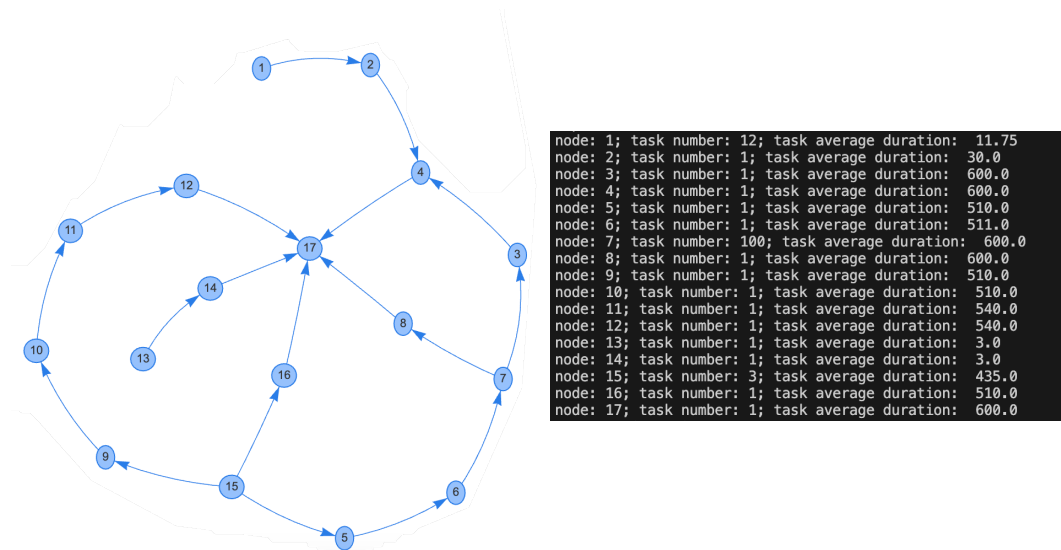 1
2
4
12
11
17
3
14
8
10
13
16
7
9
15
6
5
node: 1; task number: 12; task average duration:  11.75
node: 2; task number: 1; task average duration:  30.0
node: 3; task number: 1; task average duration:  600.0
node: 4; task number: 1; task average duration:  600.0
node: 5; task number: 1; task average duration:  510.0
node: 6; task number: 1; task average duration:  511.0
node: 7; task number: 100; task average duration:  600.0
node: 8; task number: 1; task average duration:  600.0
node: 9; task number: 1; task average duration:  510.0
node: 10; task number: 1; task average duration:  510.0
node: 11; task number: 1; task average duration:  540.0
node: 12; task number: 1; task average duration:  540.0
node: 13; task number: 1; task average duration:  3.0
node: 14; task number: 1; task average duration:  3.0
node: 15; task number: 3; task average duration:  435.0
node: 16; task number: 1; task average duration:  510.0
node: 17; task number: 1; task average duration:  600.0